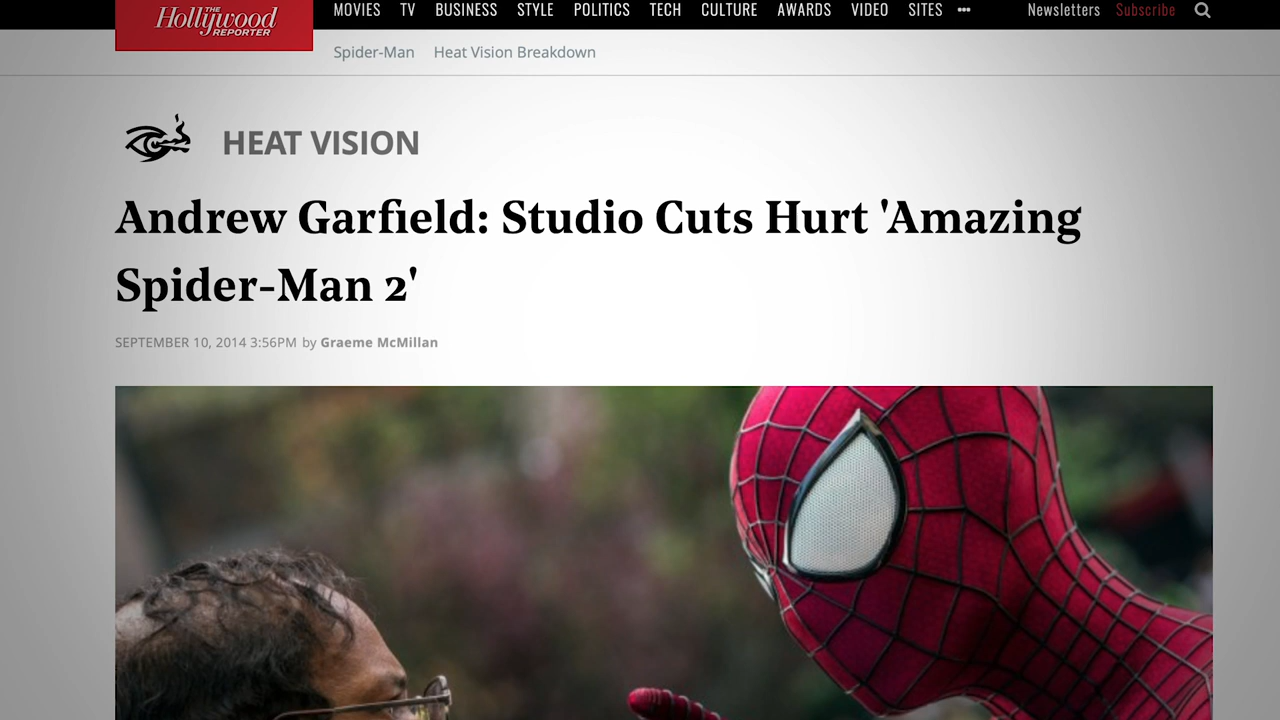 THE
Hollywood
REPORTER
MOVIES TV BUSINESS STYLE POLITICS TECH CULTURE AWARDS VIDEO SITES ••• Newsletters Subscribe
Spider-Man Heat Vision Breakdown
HEAT VISION
Andrew Garfield: Studio Cuts Hurt 'Amazing
Spider-Man 2'
SEPTEMBER 10, 2014 3:56PM by Graeme McMillan